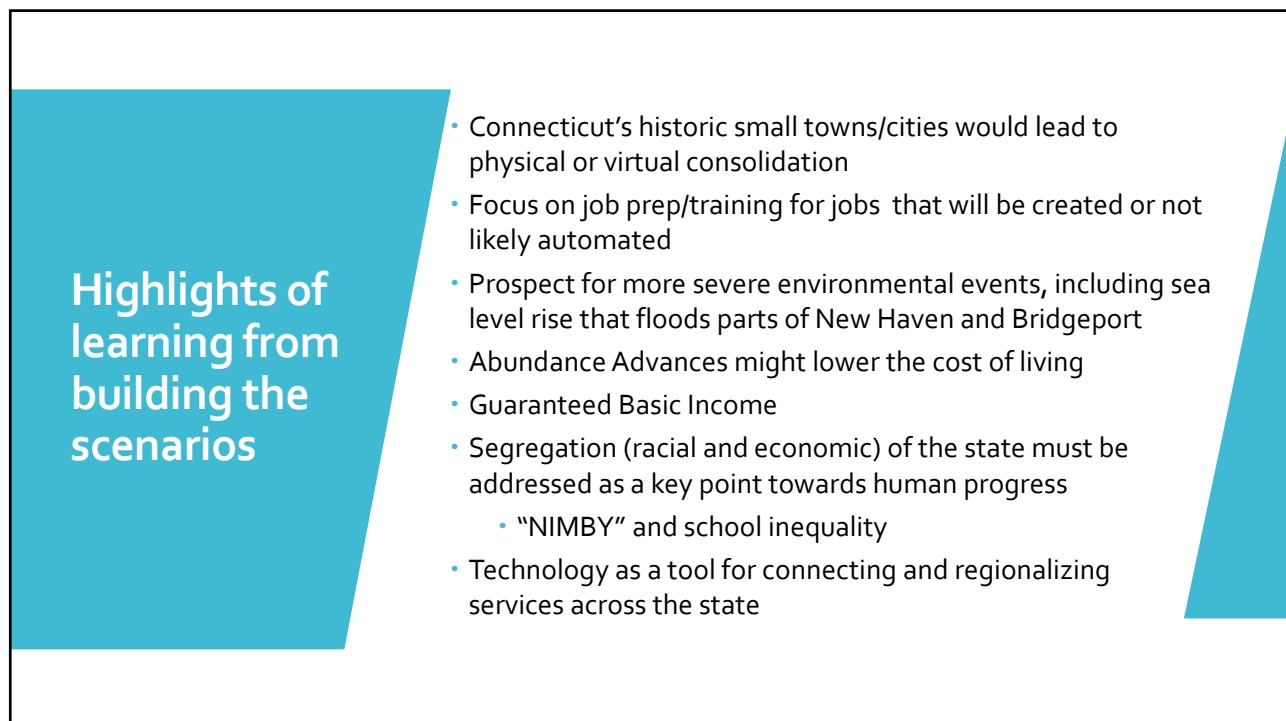 Highlights of
learning from
building the
scenarios
• Connecticut’s historic small towns/cities would lead to
physical or virtual consolidation
• Focus on job prep/training for jobs  that will be created or not
likely automated
• Prospect for more severe environmental events, including sea
level rise that floods parts of New Haven and Bridgeport
• Abundance Advances might lower the cost of living
• Guaranteed Basic Income
• Segregation (racial and economic) of the state must be
addressed as a key point towards human progress
• “NIMBY” and school inequality
• Technology as a tool for connecting and regionalizing
services across the state